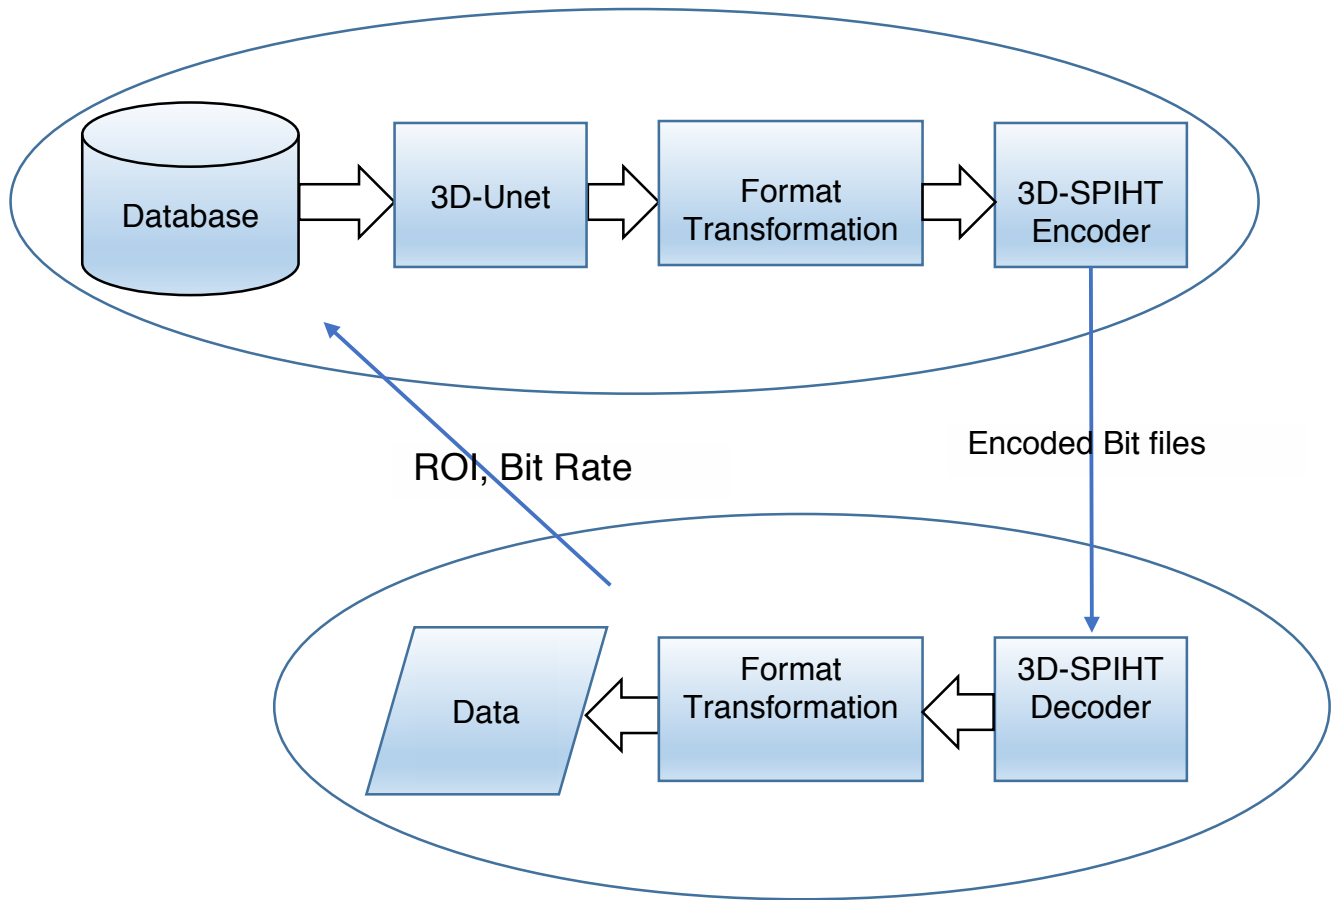 Database
3D-Unet
Format
Transformation
3D-SPIHT
Encoder
ROI, Bit Rate
Encoded Bit files
Data
Format
Transformation
3D-SPIHT
Decoder